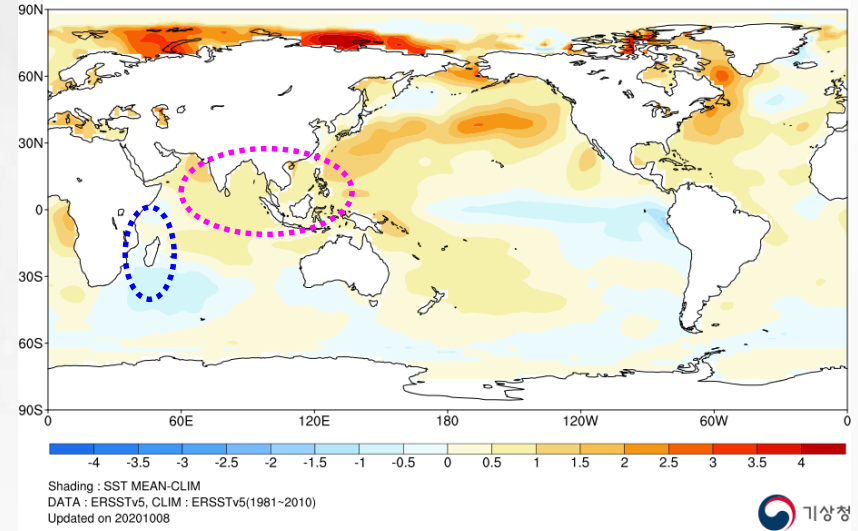 90N
60N
30N
0
30S
60S
90S
0 60E 120E 180 120W 60W 0
-4 -3.5 -3 -2.5 -2 -1.5 -1 -0.5 0 0.5 1 1.5 2 2.5 3 3.5 4
Shading : SST MEAN-CLIM
DATA : ERSSTv5, CLIM : ERSSTv5(1981~2010)
Updated on 20201008
기상청